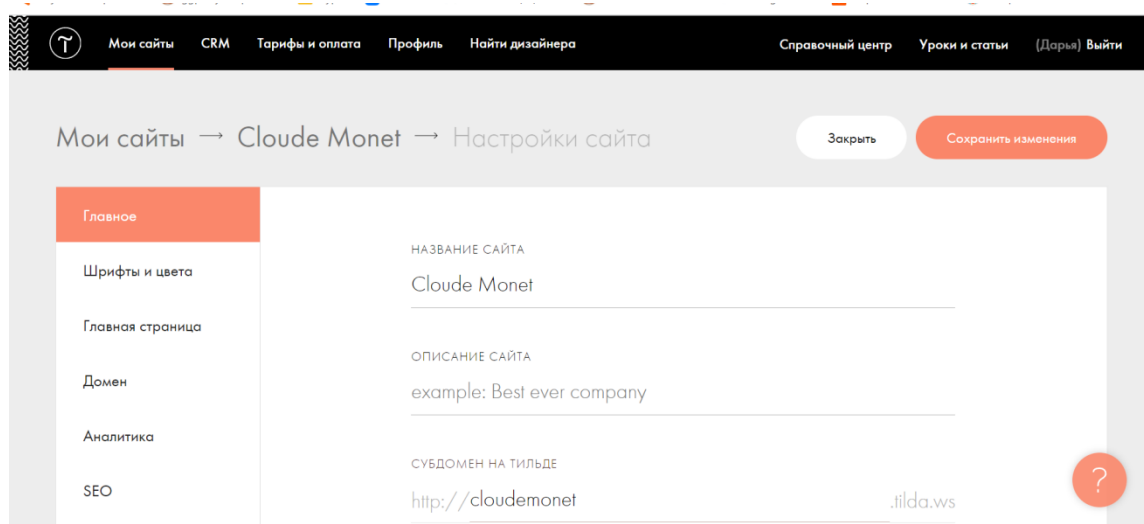 Мои сайты CRM Тарифы и оплата Профиль Найти дизайнера Справочный центр Уроки и статьи (Дарья) Выйти
Мои сайты → Cloude Monet → Настройки сайта Закрыть Сохранить изменения
Главное
Шрифты и цвета
Главная страница
Домен
Аналитика
SEO
НАЗВАНИЕ САЙТА
Cloude Monet
ОПИСАНИЕ САЙТА
example: Best ever company
СУБДОМЕН НА ТИЛЬДЕ
http://cloudemonet .tilda.ws
?